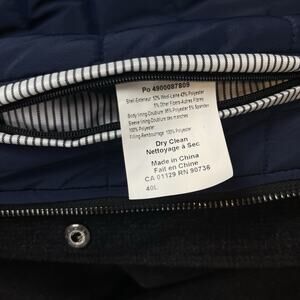 Po 4900087809
Shell-Exterieur: 52% Wool-Laine 43% Polyester
5% Other Fibers-Autres Fibres
Body lining-Doublure: 95% Polyester 5% Spandex
Sleeve lining-Doublure des manches:
100% Polyester
Filling-Rembourrage: 100% Polyester
Dry Clean
Nettoyage à Sec
Made in China
Fait en Chine
CA 01129 RN 90736
40L